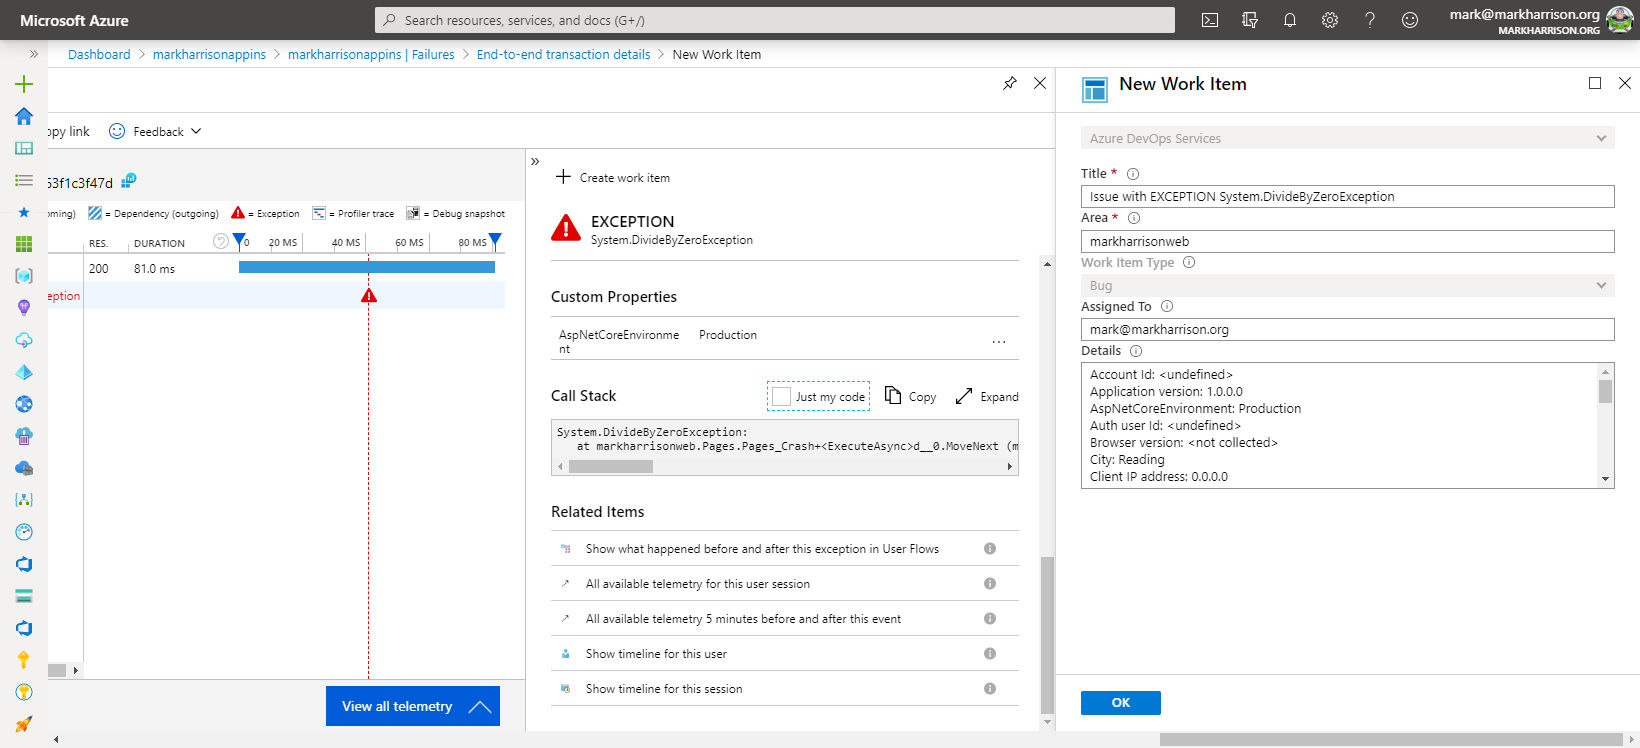 Microsoft Azure
Search resources, services, and docs (G+/)
mark@markharrison.org
MARKHARRISON.ORG
Dashboard > markharrisonappins > markharrisonappins | Failures > End-to-end transaction details > New Work Item
opy link
Feedback
53f1c3f47d
oming)
= Dependency (outgoing)
= Exception
= Profiler trace
= Debug snapshot
RES.
DURATION
0
20 MS
40 MS
60 MS
80 MS
200
81.0 ms
eption
View all telemetry
Create work item
EXCEPTION
System.DivideByZeroException
Custom Properties
AspNetCoreEnvironme
nt
Production
...
Call Stack
Just my code
Copy
Expand
System.DivideByZeroException:
at markharrisonweb.Pages.Pages_Crash+<ExecuteAsync>d__0.MoveNext (m
Related Items
Show what happened before and after this exception in User Flows
All available telemetry for this user session
All available telemetry 5 minutes before and after this event
Show timeline for this user
Show timeline for this session
New Work Item
Azure DevOps Services
Title *
Issue with EXCEPTION System.DivideByZeroException
Area *
markharrisonweb
Work Item Type
Bug
Assigned To
mark@markharrison.org
Details
Account Id: <undefined>
Application version: 1.0.0.0
AspNetCoreEnvironment: Production
Auth user Id: <undefined>
Browser version: <not collected>
City: Reading
Client IP address: 0.0.0.0
OK